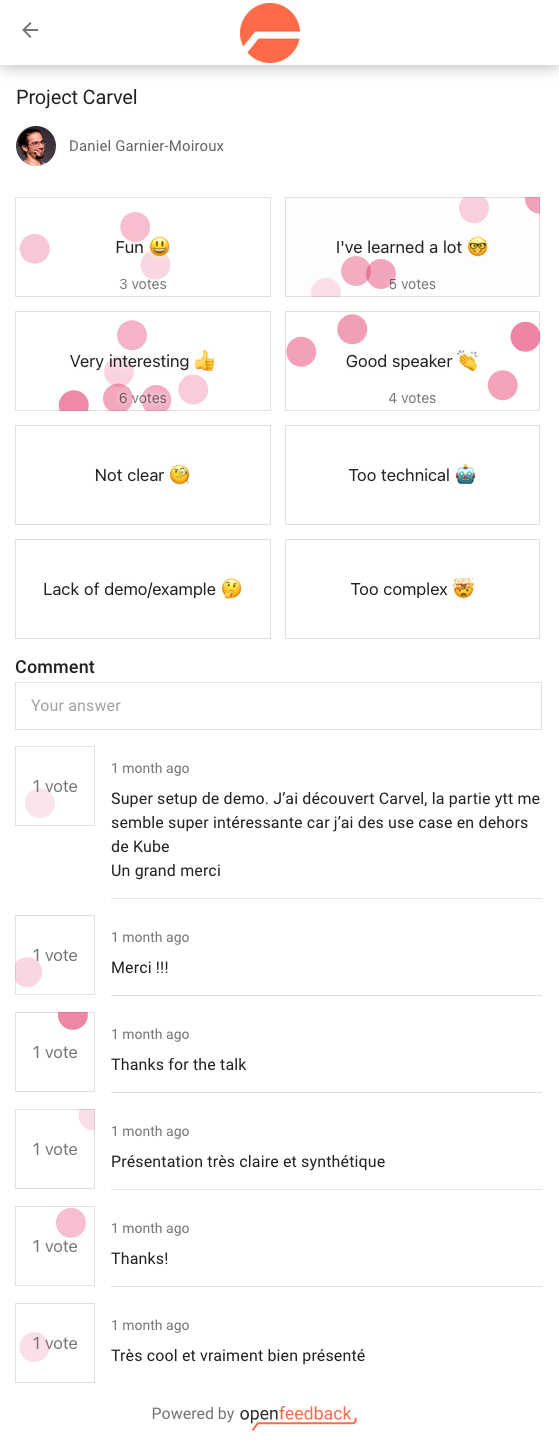 Project Carvel
Daniel Garnier-Moiroux
Fun 😃
3 votes
I've learned a lot 🤓
5 votes
Very interesting 👍
6 votes
Good speaker 👏
4 votes
Not clear 🧐
Too technical 🤖
Lack of demo/example 🤔
Too complex 🤯
Comment
Your answer
1 vote
1 month ago
Super setup de demo. J’ai découvert Carvel, la partie ytt me
semble super intéressante car j’ai des use case en dehors
de Kube
Un grand merci
1 vote
1 month ago
Merci !!!
1 vote
1 month ago
Thanks for the talk
1 vote
1 month ago
Présentation très claire et synthétique
1 vote
1 month ago
Thanks!
1 vote
1 month ago
Très cool et vraiment bien présenté
Powered by openfeedback